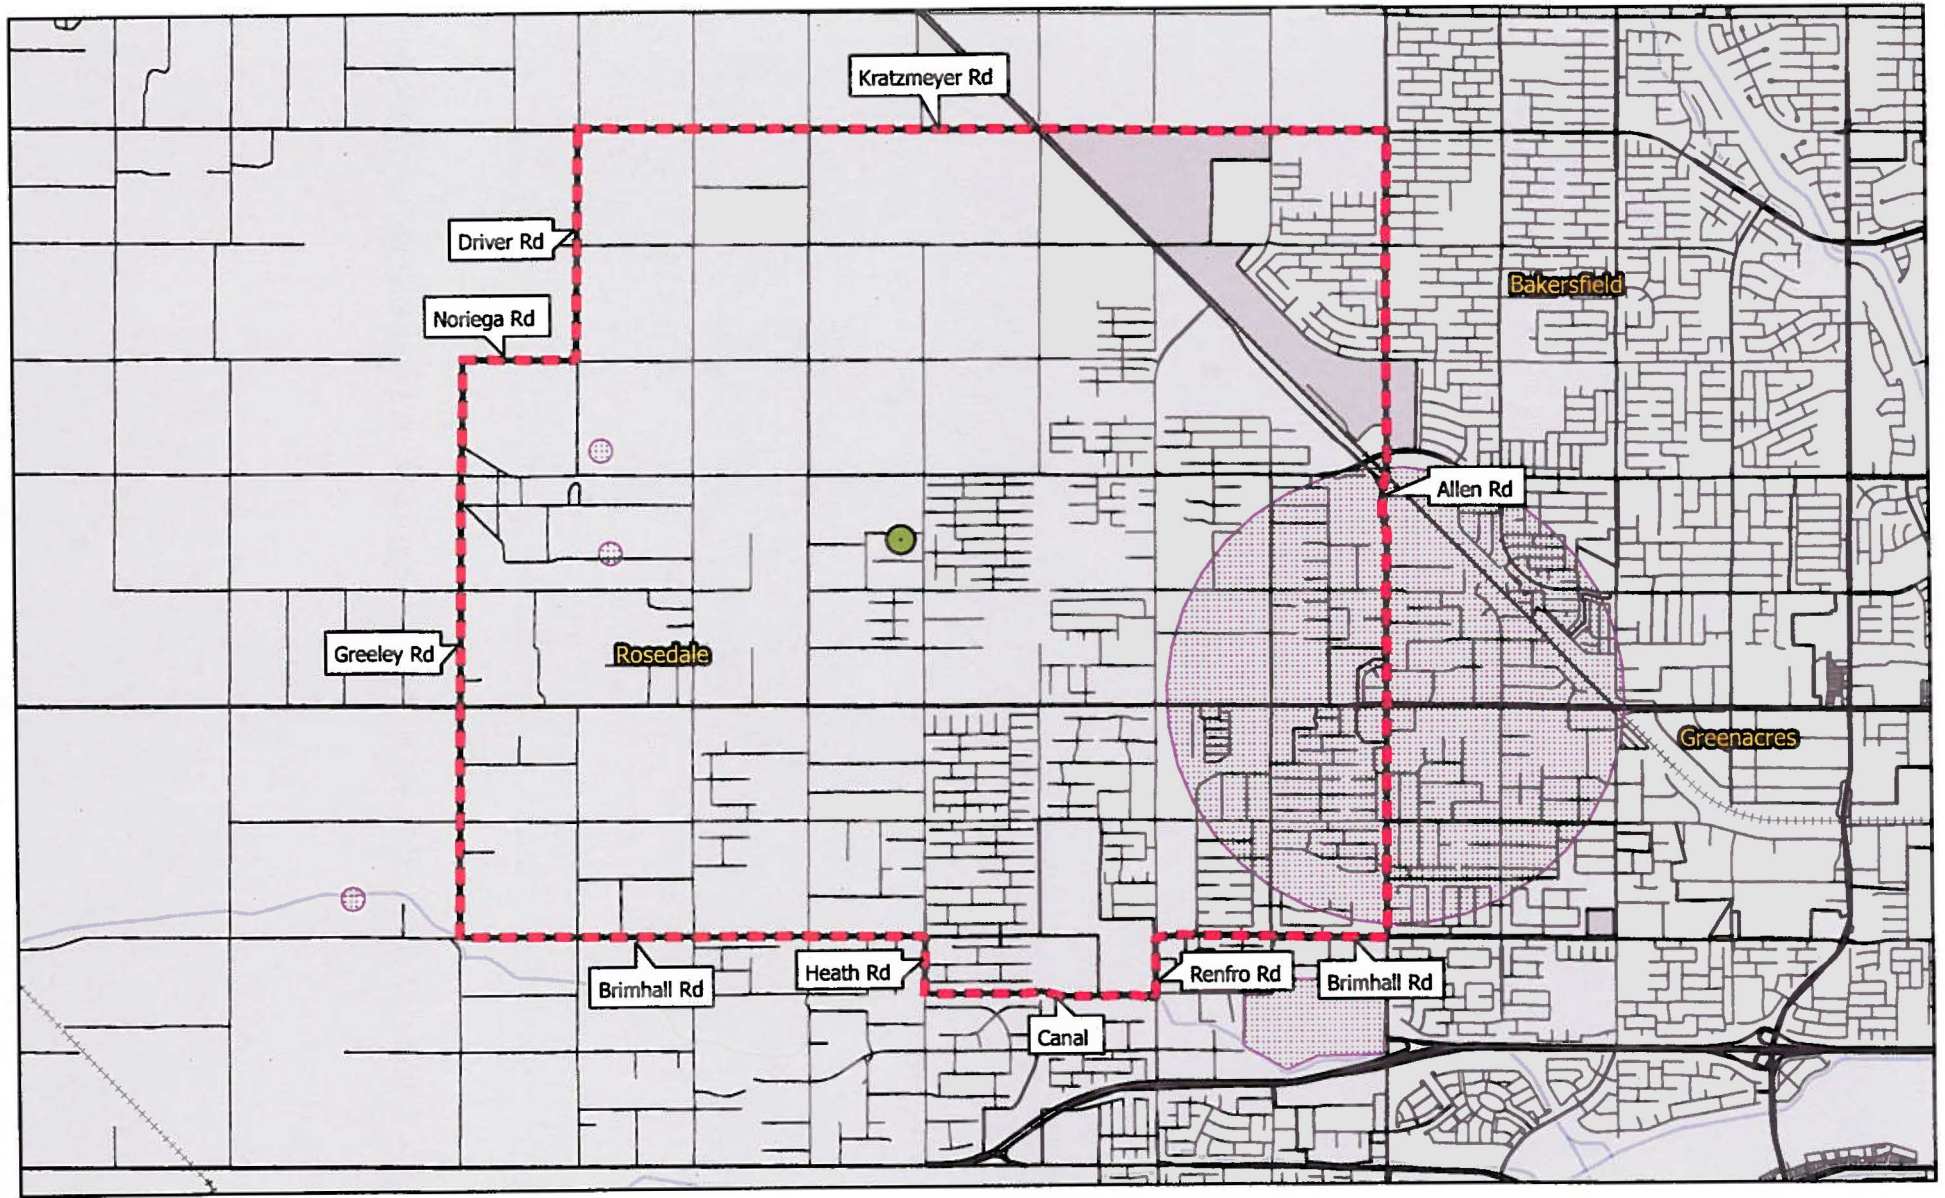 Kratzmeyer Rd
Driver Rd
Bakersfield
Noriega Rd
Allen Rd
Greeley Rd
Rosedale
Greenacres
Heath Rd
Renfro Rd
Brimhall Rd
Brimhall Rd
Canal